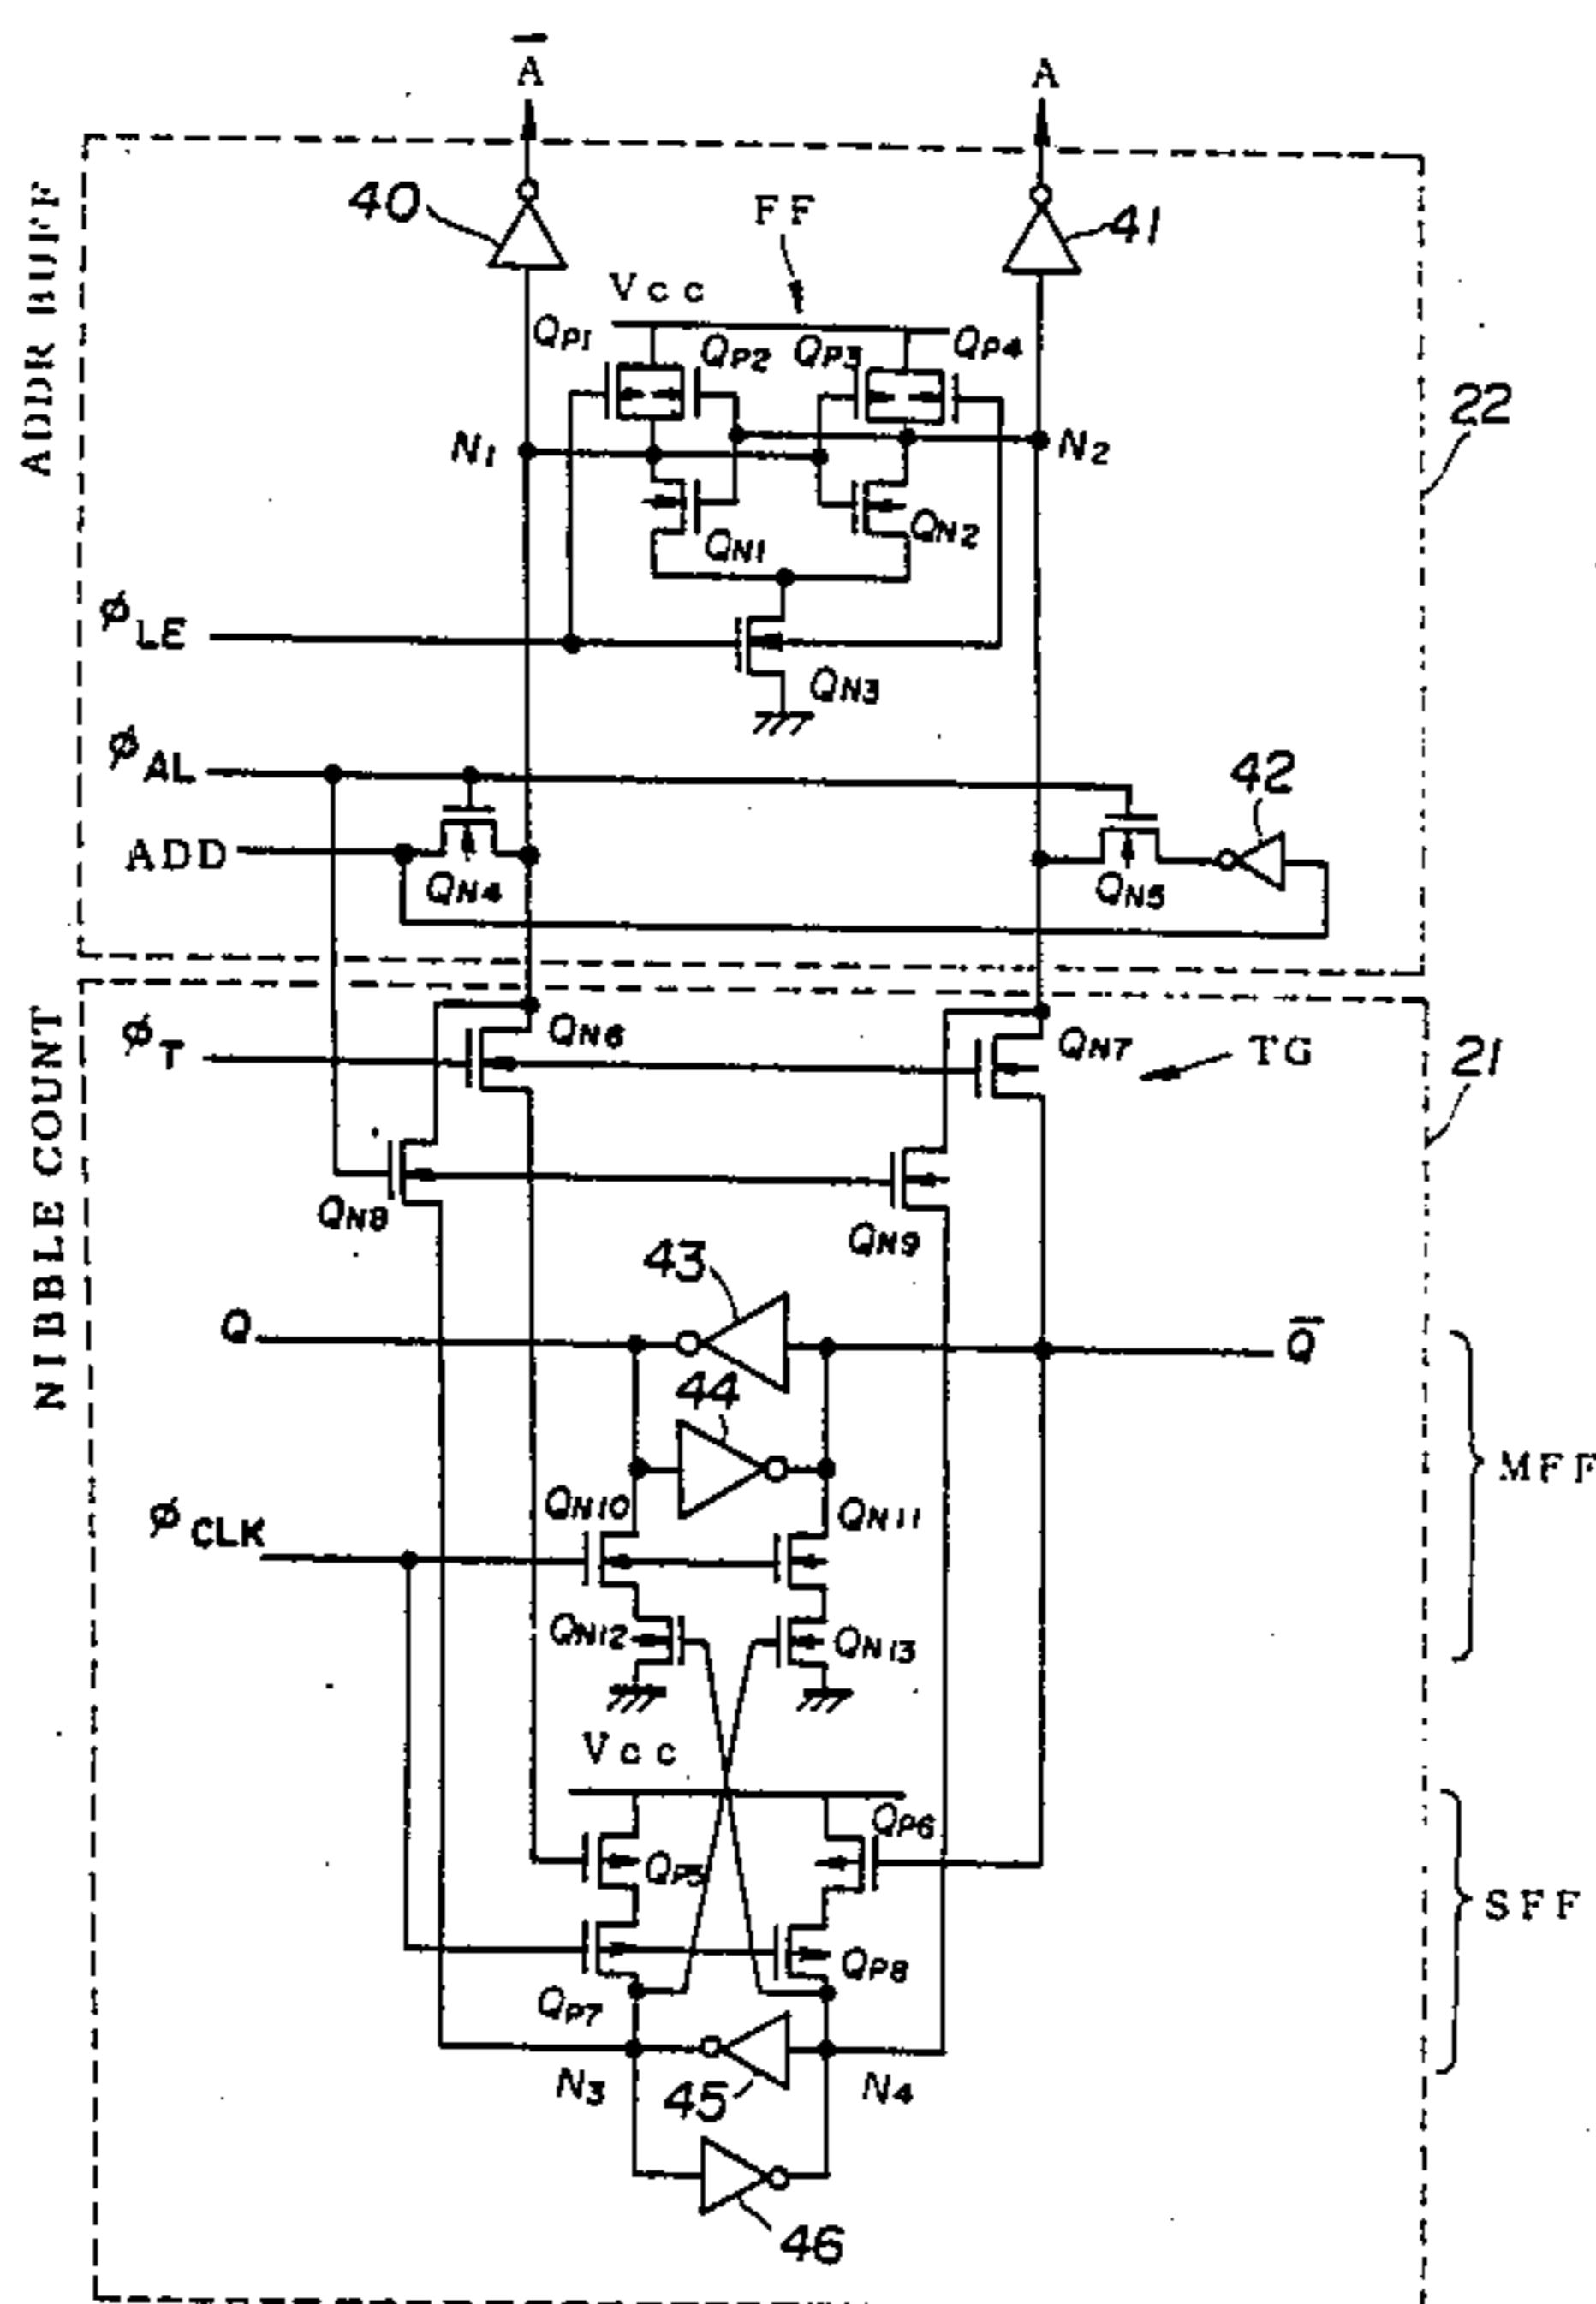 A̅
A
ADDR BUFF
40
FF
41
Vcc
QP1
QP2
QP3
QP4
22
N1
N2
QN1
QN2
φLE
QN3
φAL
42
ADD
QN4
QN5
NIBBLE COUNT
φT
QN6
QN7
TG
21
QN8
QN9
43
Q
Q̅
44
MFF
QN10
QN11
φCLK
QN12
QN13
Vcc
QP6
QP5
SFF
QP8
QP7
N3
45
N4
46